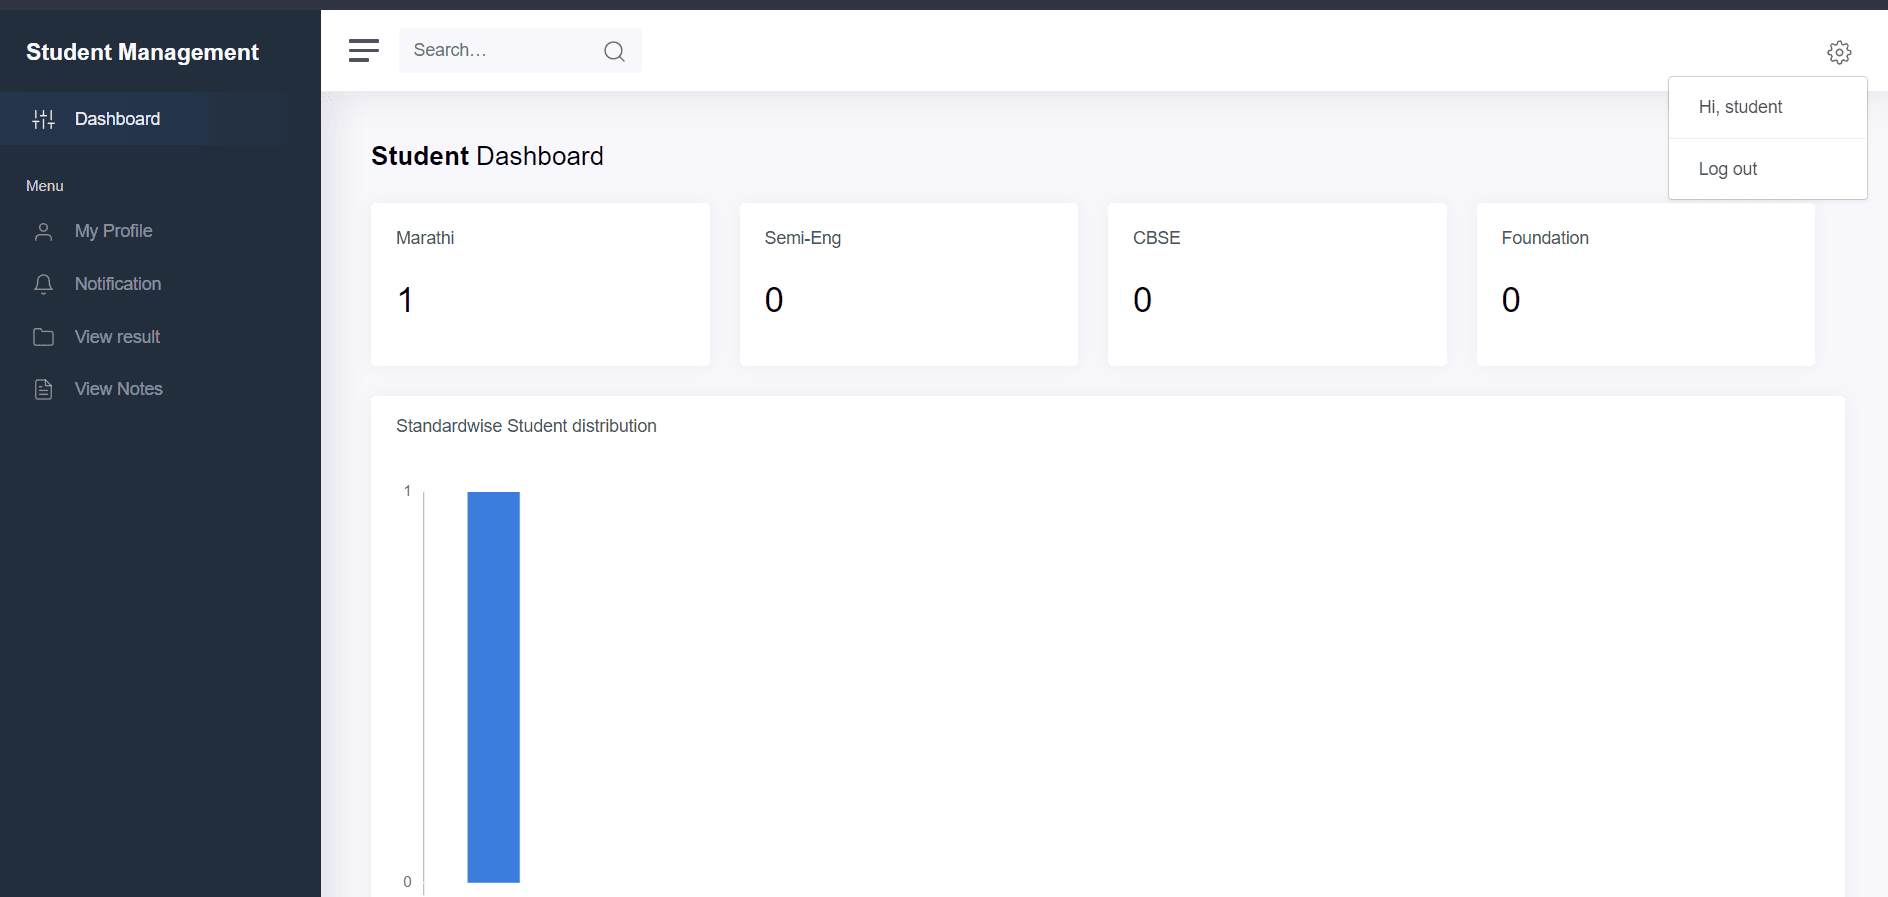 Student Management
Dashboard
Menu
My Profile
Notification
View result
View Notes
Search...
Hi, student
Log out
Student Dashboard
Marathi
1
Semi-Eng
0
CBSE
0
Foundation
0
Standardwise Student distribution
1
0